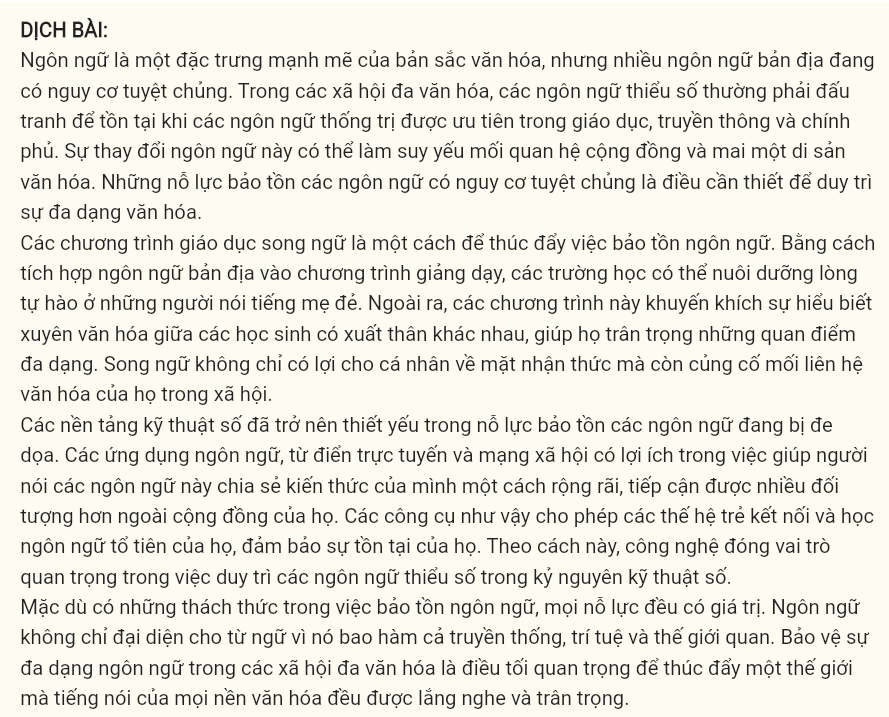 DỊCH BÀI:
Ngôn ngữ là một đặc trưng mạnh mẽ của bản sắc văn hóa, nhưng nhiều ngôn ngữ bản địa đang
có nguy cơ tuyệt chủng. Trong các xã hội đa văn hóa, các ngôn ngữ thiểu số thường phải đấu
tranh để tồn tại khi các ngôn ngữ thống trị được ưu tiên trong giáo dục, truyền thông và chính
phủ. Sự thay đổi ngôn ngữ này có thể làm suy yếu mối quan hệ cộng đồng và mai một di sản
văn hóa. Những nỗ lực bảo tồn các ngôn ngữ có nguy cơ tuyệt chủng là điều cần thiết để duy trì
sự đa dạng văn hóa.
Các chương trình giáo dục song ngữ là một cách để thúc đẩy việc bảo tồn ngôn ngữ. Bằng cách
tích hợp ngôn ngữ bản địa vào chương trình giảng dạy, các trường học có thể nuôi dưỡng lòng
tự hào ở những người nói tiếng mẹ đẻ. Ngoài ra, các chương trình này khuyến khích sự hiểu biết
xuyên văn hóa giữa các học sinh có xuất thân khác nhau, giúp họ trân trọng những quan điểm
đa dạng. Song ngữ không chỉ có lợi cho cá nhân về mặt nhận thức mà còn củng cố mối liên hệ
văn hóa của họ trong xã hội.
Các nền tảng kỹ thuật số đã trở nên thiết yếu trong nỗ lực bảo tồn các ngôn ngữ đang bị đe
dọa. Các ứng dụng ngôn ngữ, từ điển trực tuyến và mạng xã hội có lợi ích trong việc giúp người
nói các ngôn ngữ này chia sẻ kiến thức của mình một cách rộng rãi, tiếp cận được nhiều đối
tượng hơn ngoài cộng đồng của họ. Các công cụ như vậy cho phép các thế hệ trẻ kết nối và học
ngôn ngữ tổ tiên của họ, đảm bảo sự tồn tại của họ. Theo cách này, công nghệ đóng vai trò
quan trọng trong việc duy trì các ngôn ngữ thiểu số trong kỷ nguyên kỹ thuật số.
Mặc dù có những thách thức trong việc bảo tồn ngôn ngữ, mọi nỗ lực đều có giá trị. Ngôn ngữ
không chỉ đại diện cho từ ngữ vì nó bao hàm cả truyền thống, trí tuệ và thế giới quan. Bảo vệ sự
đa dạng ngôn ngữ trong các xã hội đa văn hóa là điều tối quan trọng để thúc đẩy một thế giới
mà tiếng nói của mọi nền văn hóa đều được lắng nghe và trân trọng.